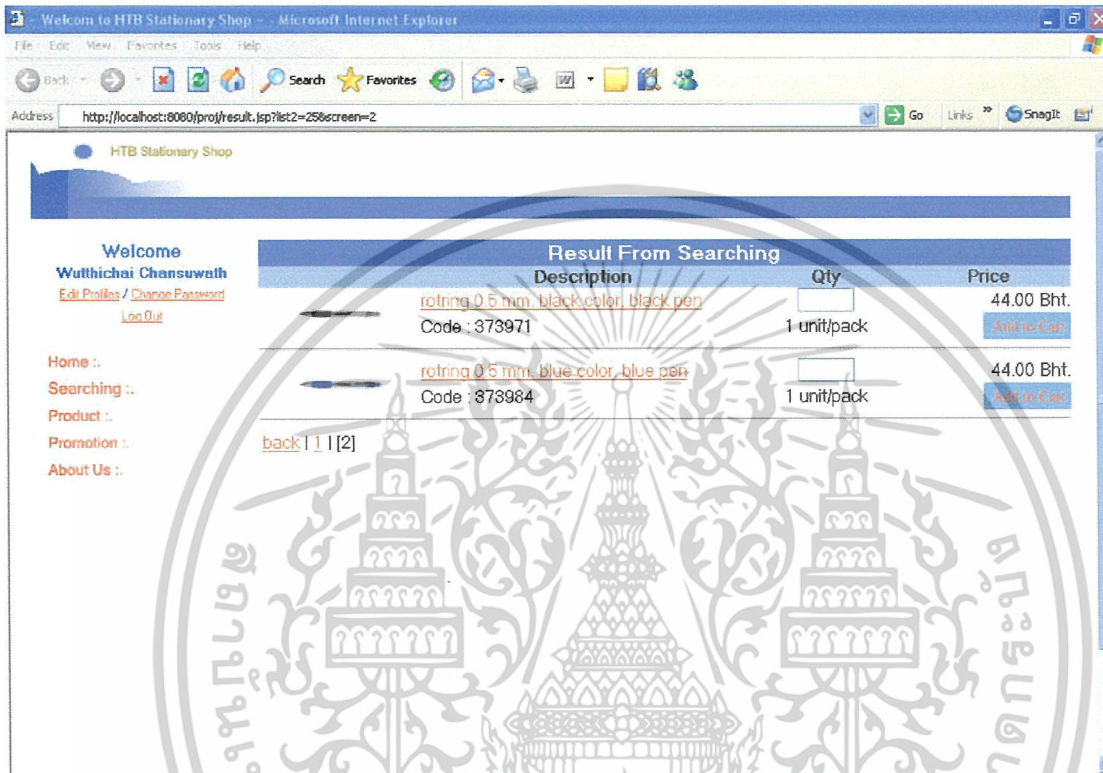 - Welcom to HTB Stationary Shop - - Microsoft Internet Explorer
File Edit View Favorites Tools Help
Back Search Favorites
Address http://localhost:8080/proj/result.jsp?list2=25&screen=2 Go Links » SnagIt
HTB Stationary Shop
Welcome
Wutthichai Chansuwath
Edit Profiles / Change Password
Log Out
Home :.
Searching :.
Product :.
Promotion :.
About Us :.
Result From Searching
Description Qty Price
rotring 0.5 mm. black color, black pen 44.00 Bht.
Code : 373971 1 unit/pack Add to Cart
rotring 0.5 mm. blue color, blue pen 44.00 Bht.
Code : 373984 1 unit/pack Add to Cart
back | 1 | [2]